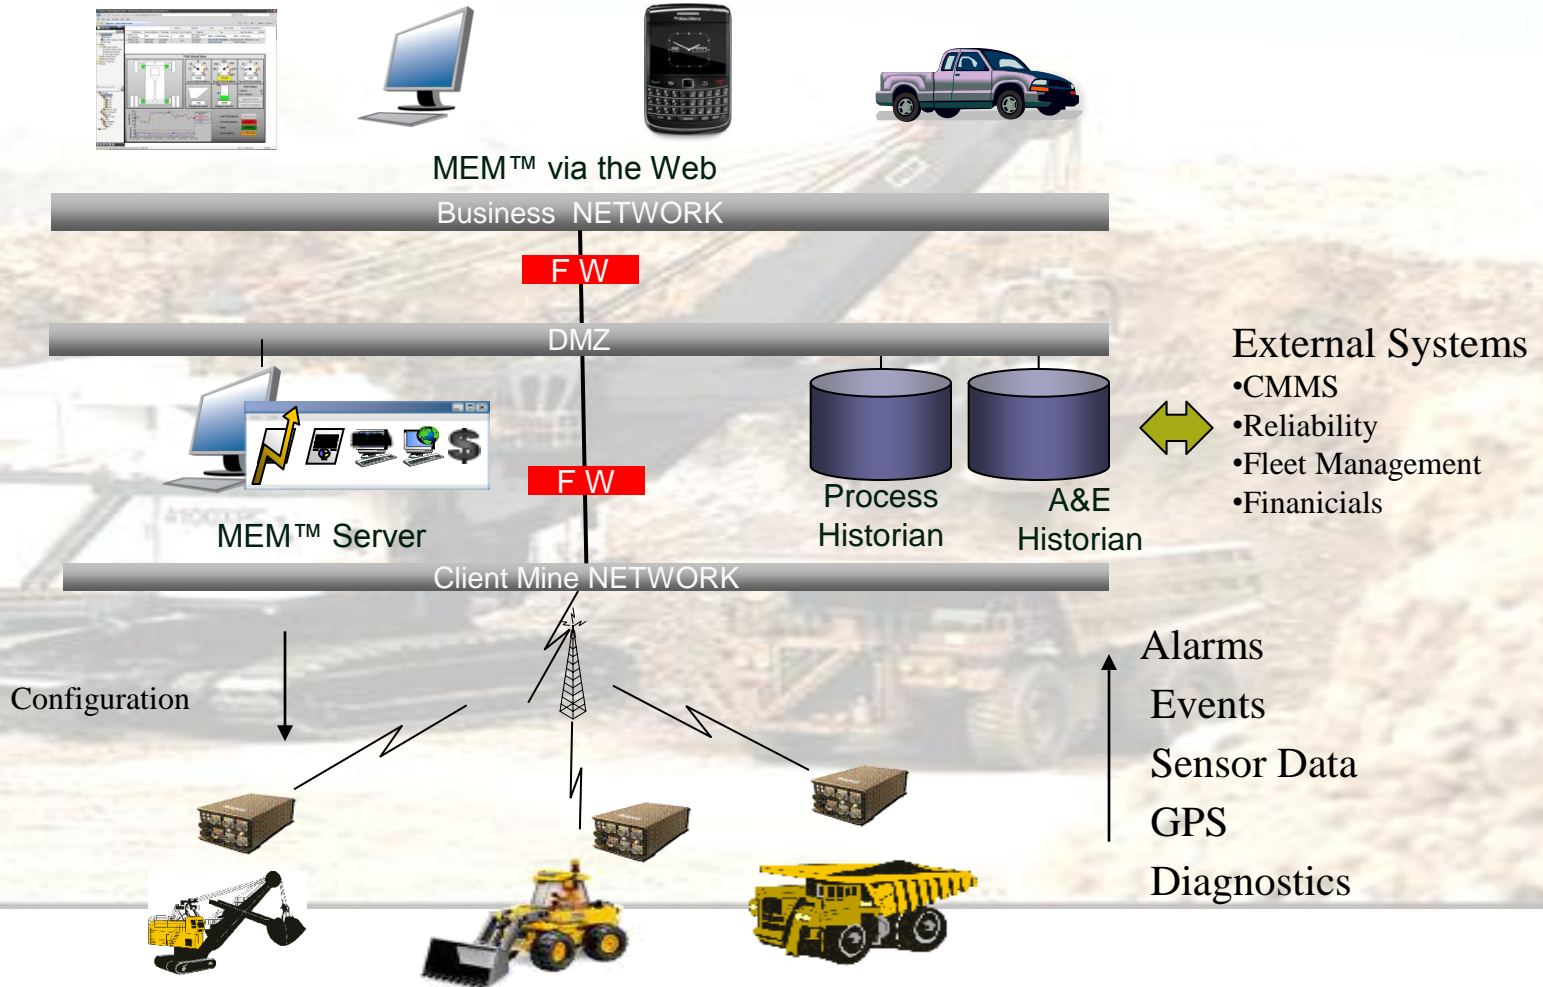 MEM™ via the Web
Business NETWORK
F W
DMZ
External Systems
•CMMS
•Reliability
•Fleet Management
•Finanicials
F W
Process
Historian
A&E
Historian
MEM™ Server
Client Mine NETWORK
Configuration
Alarms
Events
Sensor Data
GPS
Diagnostics